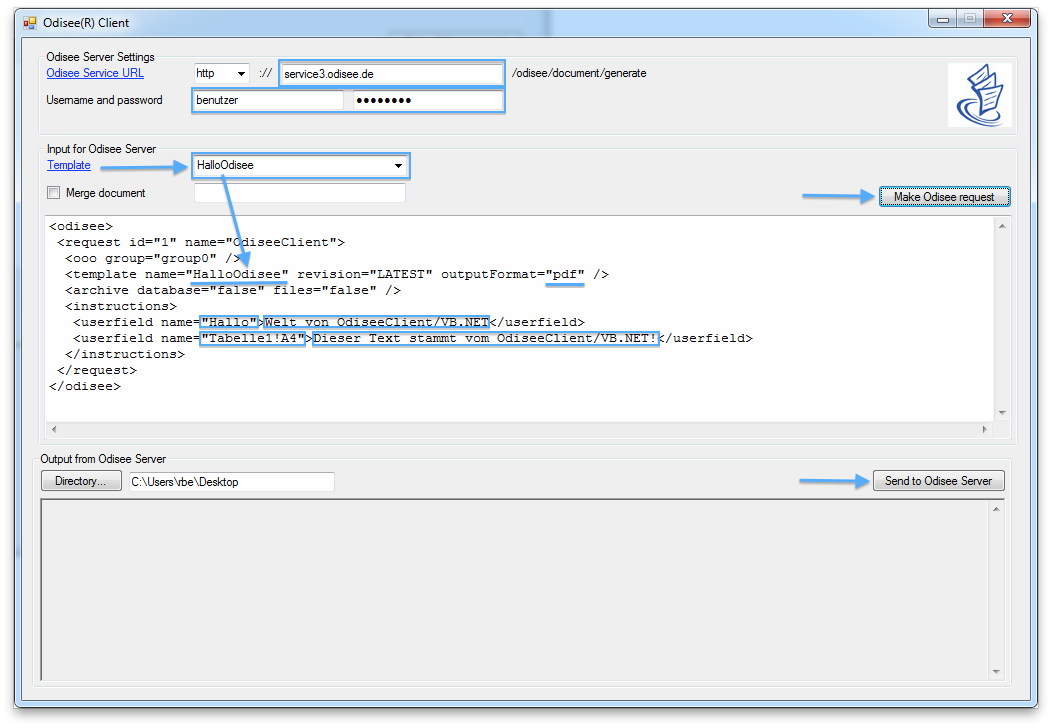 Odisee(R) Client
Odisee Server Settings
Odisee Service URL http :// service3.odisee.de /odisee/document/generate
Username and password benutzer ●●●●●●●●
Input for Odisee Server
Template HalloOdisee
Merge document
Make Odisee request
<odisee>
<request id="1" name="OdiseeClient">
<ooo group="group0" />
<template name="HalloOdisee" revision="LATEST" outputFormat="pdf" />
<archive database="false" files="false" />
<instructions>
<userfield name="Hallo">Welt von OdiseeClient/VB.NET</userfield>
<userfield name="Tabelle1!A4">Dieser Text stammt vom OdiseeClient/VB.NET!</userfield>
</instructions>
</request>
</odisee>
Output from Odisee Server
Directory... C:\Users\rbe\Desktop Send to Odisee Server